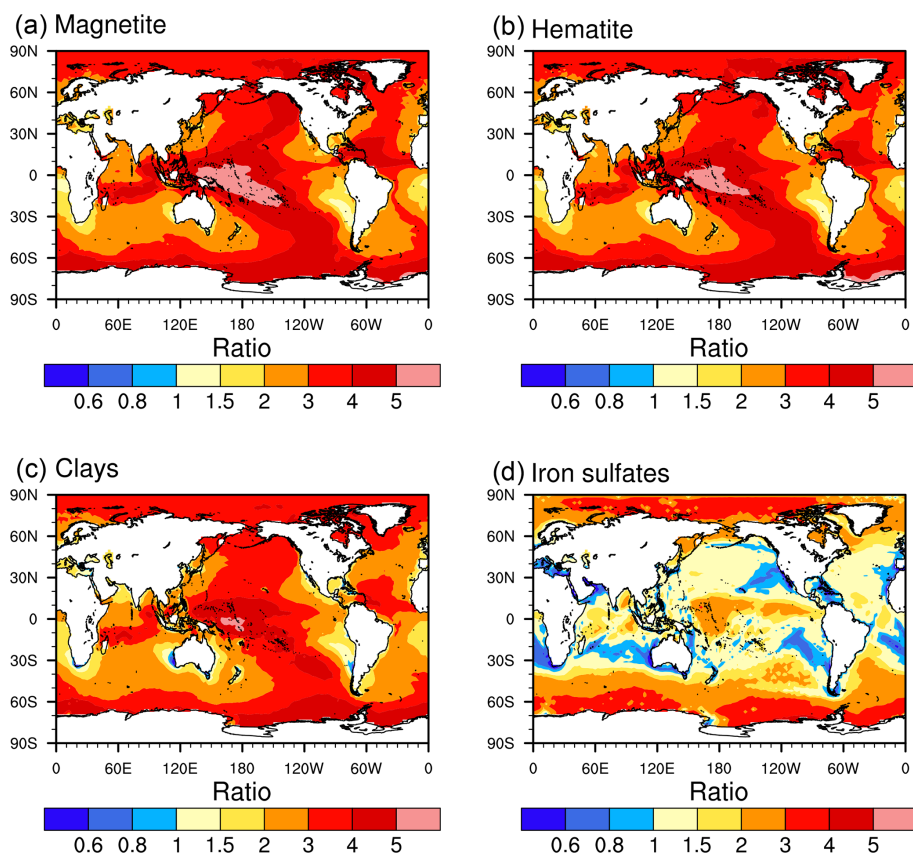 (a) Magnetite
(b) Hematite
90N 90N
60N 60N
30N 30N
0 0
30S 30S
60S 60S
90S 90S
0 60E 120E 180 120W 60W 0 0 60E 120E 180 120W 60W 0
Ratio Ratio
0.6 0.8 1 1.5 2 3 4 5 0.6 0.8 1 1.5 2 3 4 5
(c) Clays
(d) Iron sulfates
90N 90N
60N 60N
30N 30N
0 0
30S 30S
60S 60S
90S 90S
0 60E 120E 180 120W 60W 0 0 60E 120E 180 120W 60W 0
Ratio Ratio
0.6 0.8 1 1.5 2 3 4 5 0.6 0.8 1 1.5 2 3 4 5